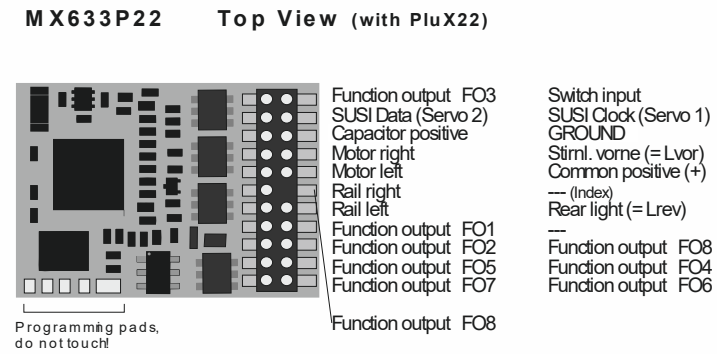 MX633P22 Top View (with PluX22)
Function output FO3 Switch input
SUSI Data (Servo 2) SUSI Clock (Servo 1)
Capacitor positive GROUND
Motor right Stirnl. vorne (= Lvor)
Motor left Common positive (+)
Rail right --- (Index)
Rail left Rear light (= Lrev)
Function output FO1 ---
Function output FO2 Function output FO8
Function output FO5 Function output FO4
Function output FO7 Function output FO6
Function output FO8
Programming pads,
do not touch!